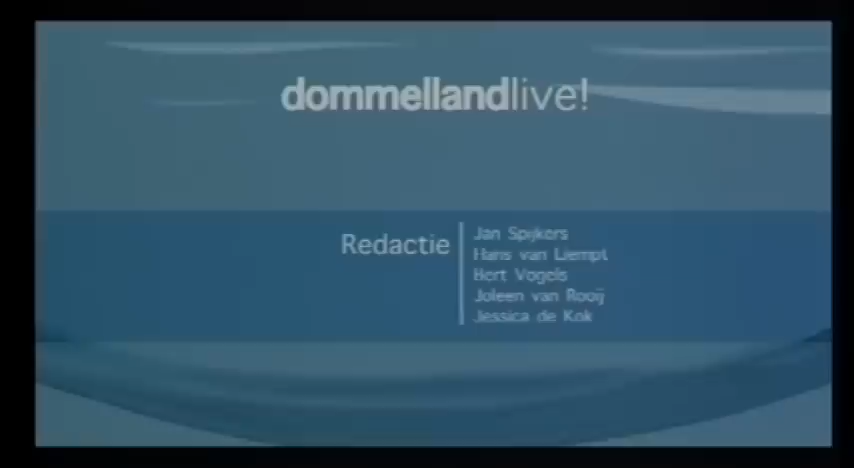 dommellandlive!
Redactie
Jan Spijkers
Hans van Liempt
Bert Vogels
Joleen van Rooij
Jessica de Kok